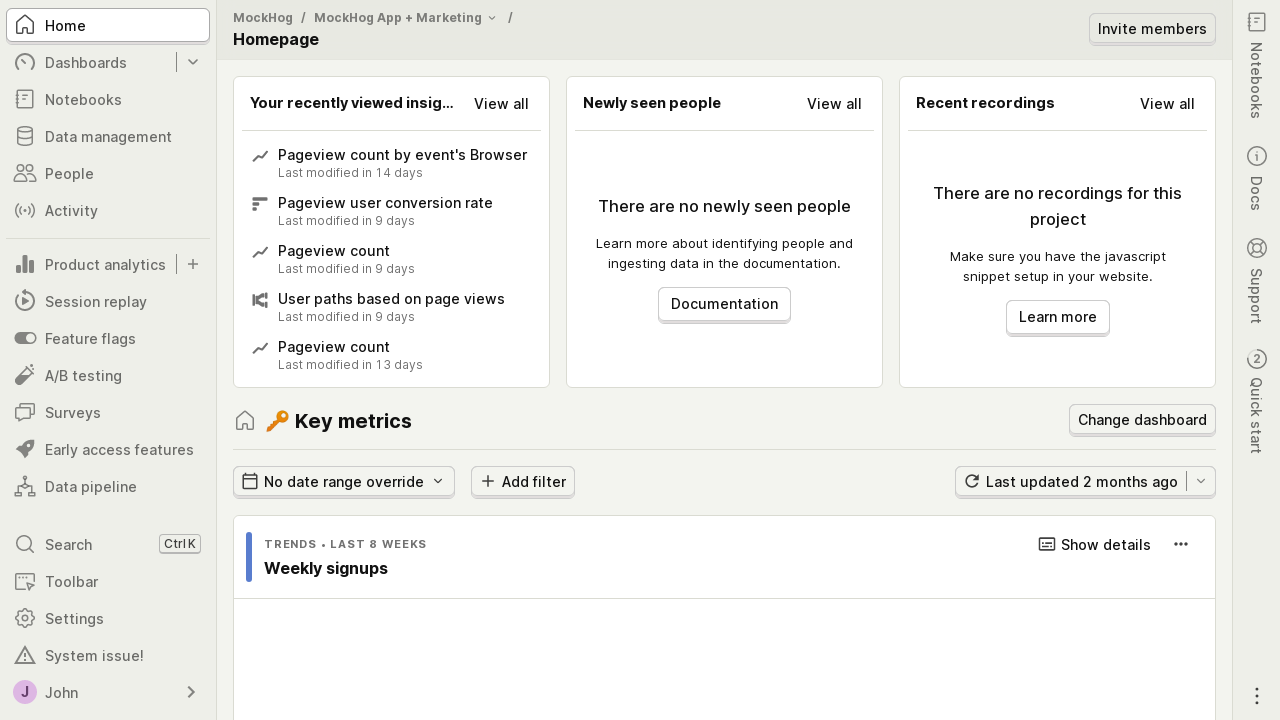 Home
Dashboards
Notebooks
Data management
People
Activity
Product analytics
Session replay
Feature flags
A/B testing
Surveys
Early access features
Data pipeline
Search Ctrl K
Toolbar
Settings
System issue!
J John
MockHog / MockHog App + Marketing /
Homepage
Invite members
Your recently viewed insig... View all
Pageview count by event's Browser
Last modified in 14 days
Pageview user conversion rate
Last modified in 9 days
Pageview count
Last modified in 9 days
User paths based on page views
Last modified in 9 days
Pageview count
Last modified in 13 days
Newly seen people View all
There are no newly seen people
Learn more about identifying people and
ingesting data in the documentation.
Documentation
Recent recordings View all
There are no recordings for this
project
Make sure you have the javascript
snippet setup in your website.
Learn more
🔑 Key metrics
Change dashboard
No date range override
Add filter
Last updated 2 months ago
TRENDS • LAST 8 WEEKS
Weekly signups
Show details
Notebooks
Docs
Support
2 Quick start